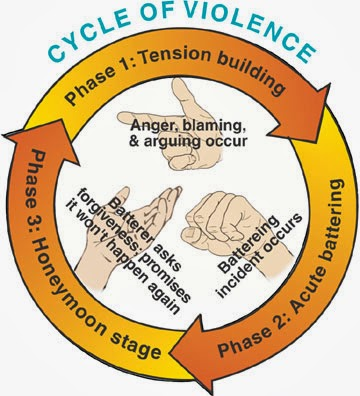 CYCLE OF VIOLENCE
Phase 1: Tension building
Anger, blaming,
& arguing occur
Battereing
incident occurs
Phase 2: Acute battering
Batterer asks
forgiveness, promises
it won't happen again
Phase 3: Honeymoon stage